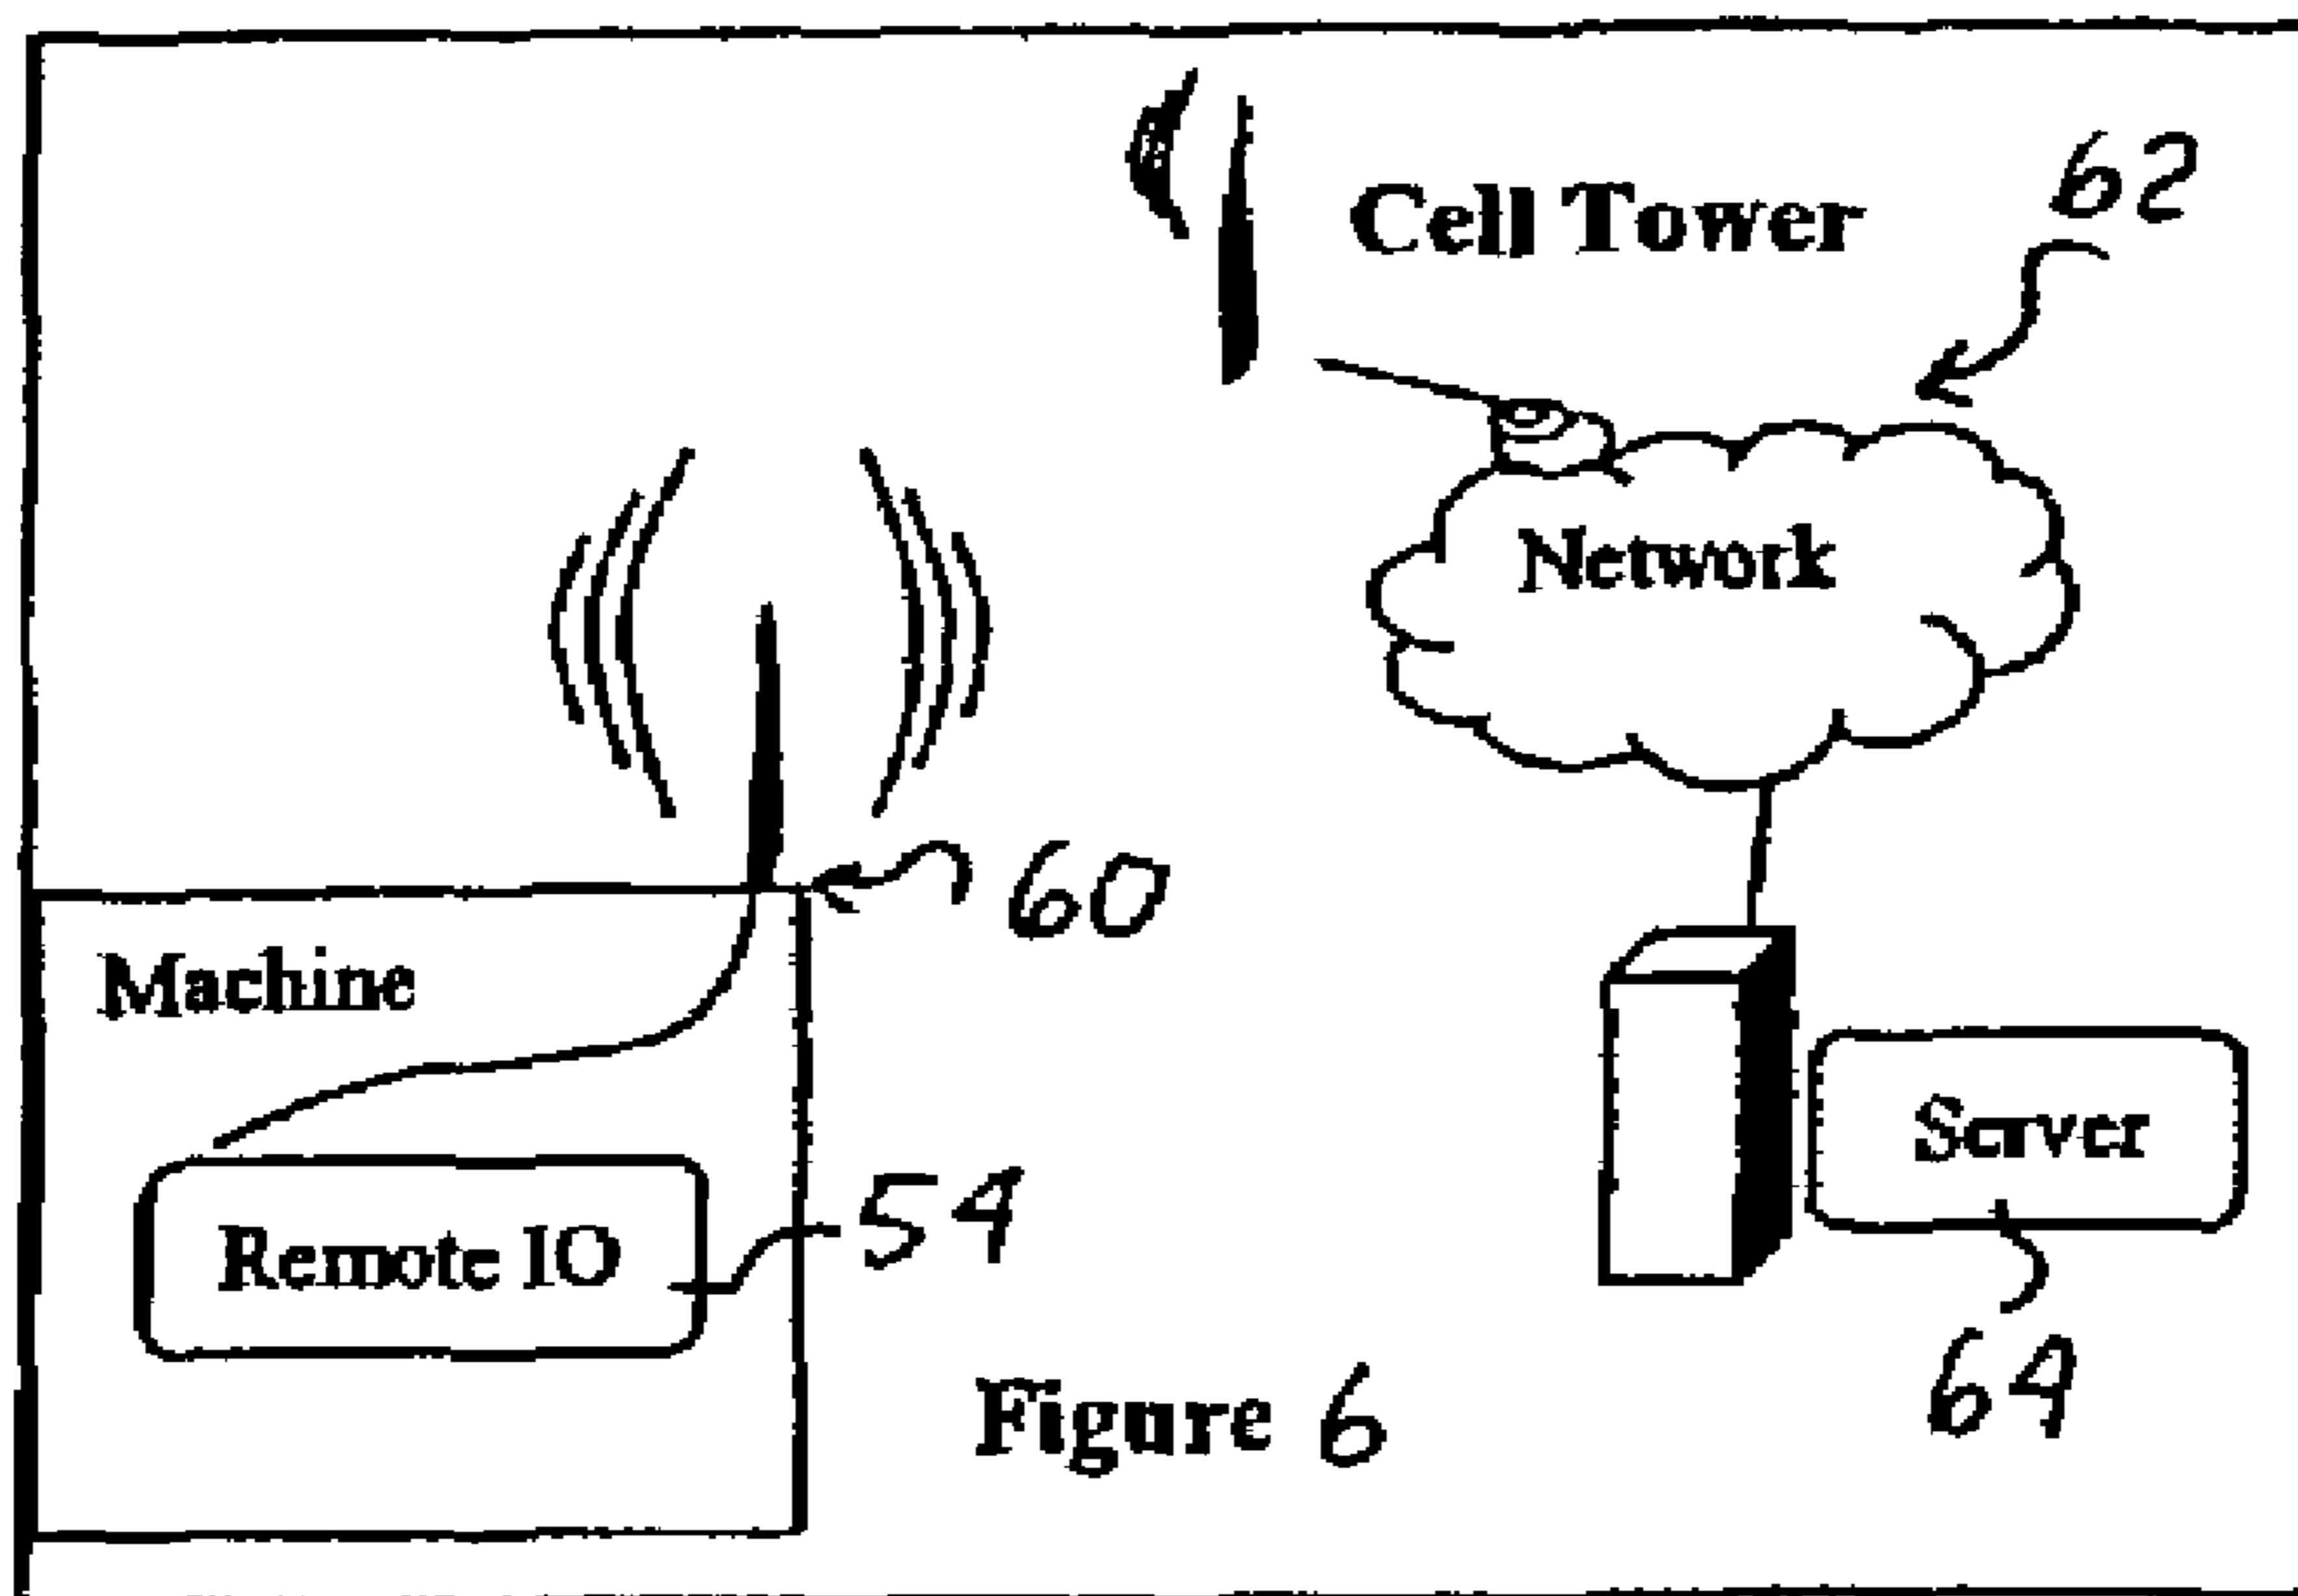 Cell Tower
62
Network
60
Machine
Server
54
Remote IO
64
Figure 6